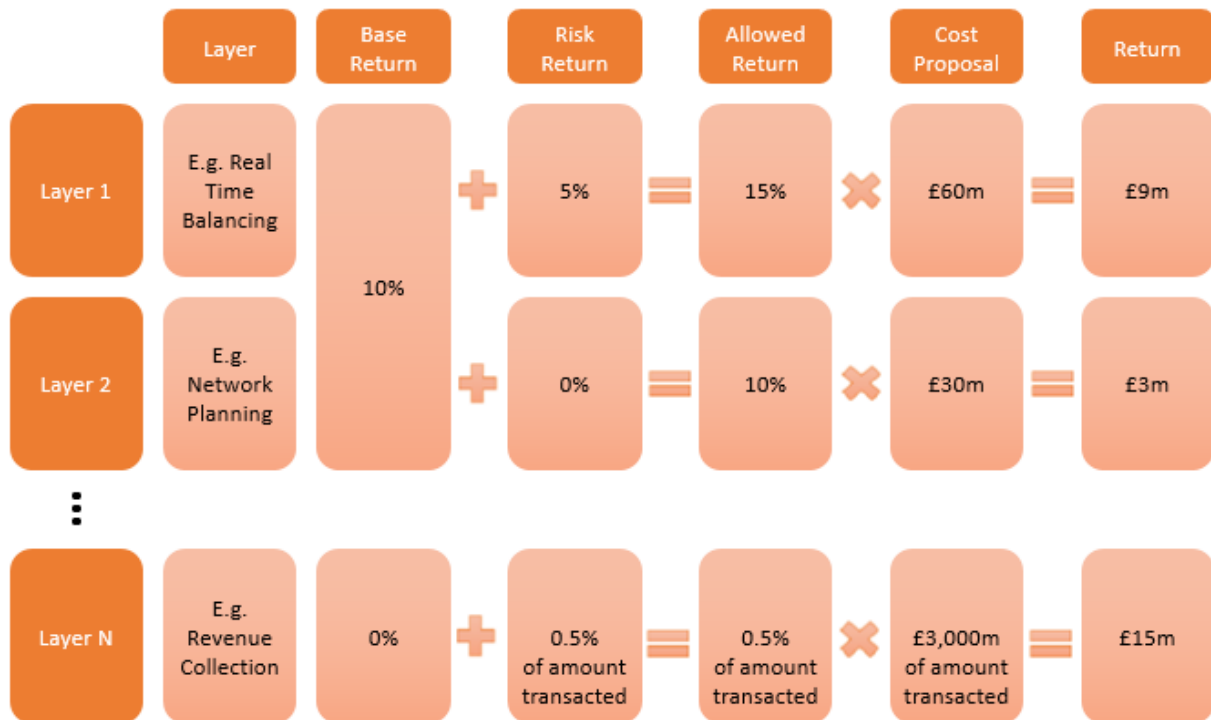 Layer
Base
Return
Risk
Return
Allowed
Return
Cost
Proposal
Return
Layer 1
E.g. Real
Time
Balancing
10%
5%
15%
£60m
£9m
Layer 2
E.g.
Network
Planning
0%
10%
£30m
£3m
Layer N
E.g.
Revenue
Collection
0%
0.5%
of amount
transacted
0.5%
of amount
transacted
£3,000m
of amount
transacted
£15m